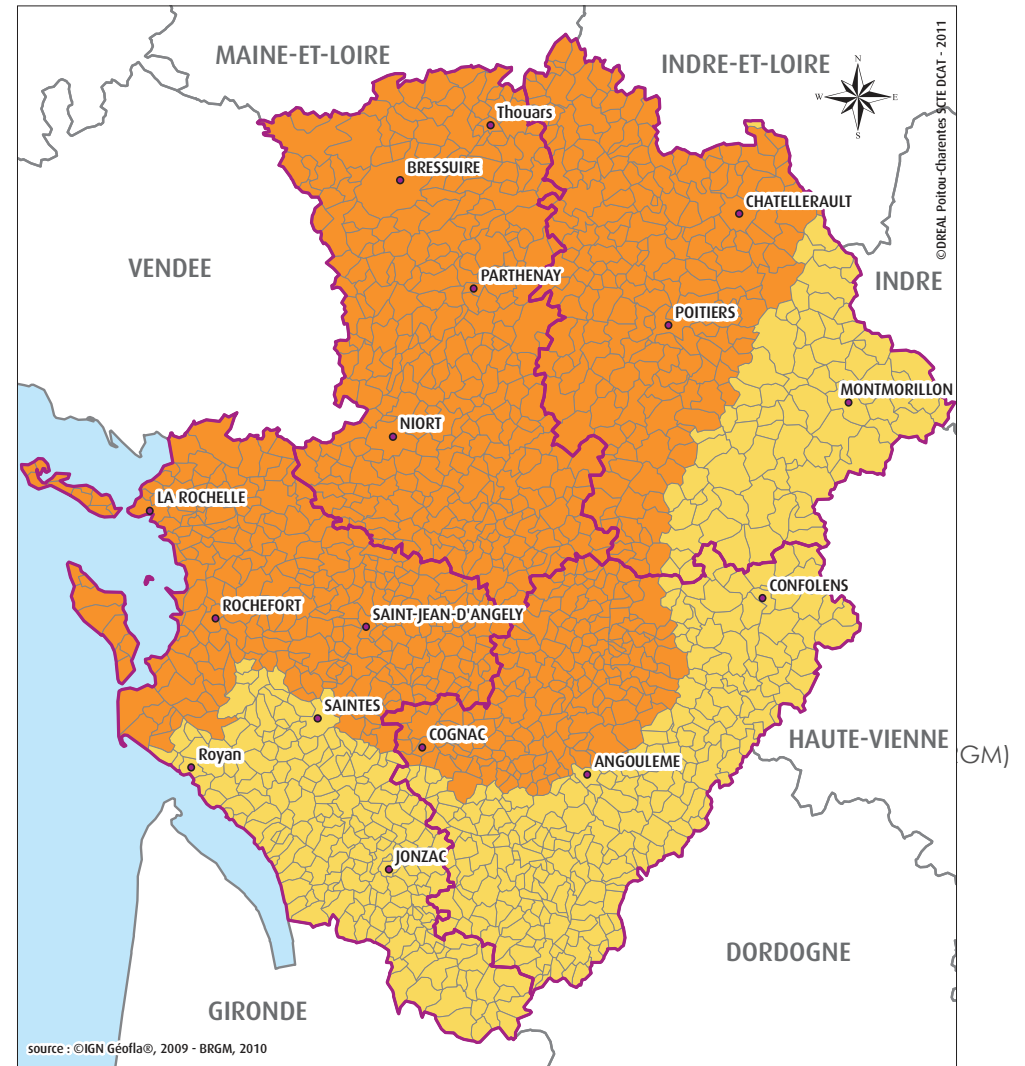 MAINE-ET-LOIRE
INDRE-ET-LOIRE
N
W
E
S
©DREAL Poitou-Charentes SCTE DCAT - 2011
Thouars
BRESSUIRE
CHATELLERAULT
VENDEE
INDRE
PARTHENAY
POITIERS
MONTMORILLON
NIORT
LA ROCHELLE
CONFOLENS
ROCHEFORT
SAINT-JEAN-D'ANGELY
SAINTES
COGNAC
HAUTE-VIENNE
GM)
Royan
ANGOULEME
JONZAC
DORDOGNE
GIRONDE
source : ©IGN Géofla®, 2009 - BRGM, 2010